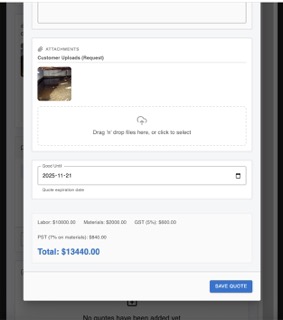 ATTACHMENTS
Customer Uploads (Request)
Drag 'n' drop files here, or click to select
Good Until
2025-11-21
Quote expiration date
Labor: $10000.00 Materials: $2000.00 GST (5%): $600.00
PST (7% on materials): $840.00
Total: $13440.00
SAVE QUOTE
No quotes have been added yet